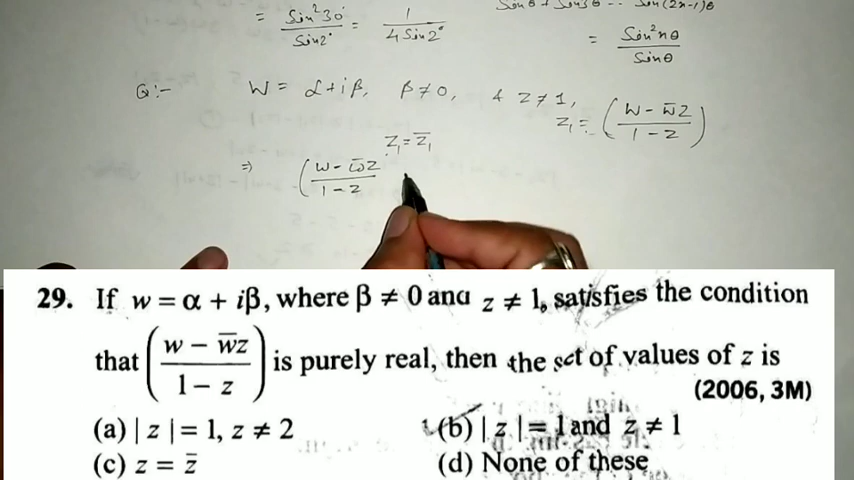 = Sin²30° / Sin2° = 1 / 4 Sin2°
= Sin²nθ / Sinθ
Q:- W = α + iβ, β ≠ 0, & z ≠ 1, z₁ = ( W - w̅z / 1 - z )
z₁ = z̅₁
⇒ ( W - w̅z / 1 - z
29. If w = α + iβ, where β ≠ 0 and z ≠ 1, satisfies the condition
that ( w - w̅z / 1 - z ) is purely real, then the set of values of z is
(2006, 3M)
(a) | z | = 1, z ≠ 2 (b) | z | = 1 and z ≠ 1
(c) z = z̅ (d) None of these